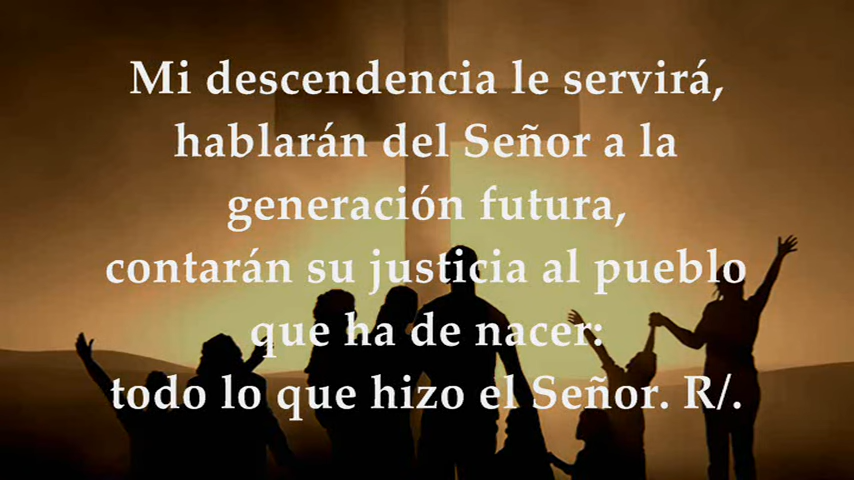 Mi descendencia le servirá,
hablarán del Señor a la
generación futura,
contarán su justicia al pueblo
que ha de nacer:
todo lo que hizo el Señor. R/.